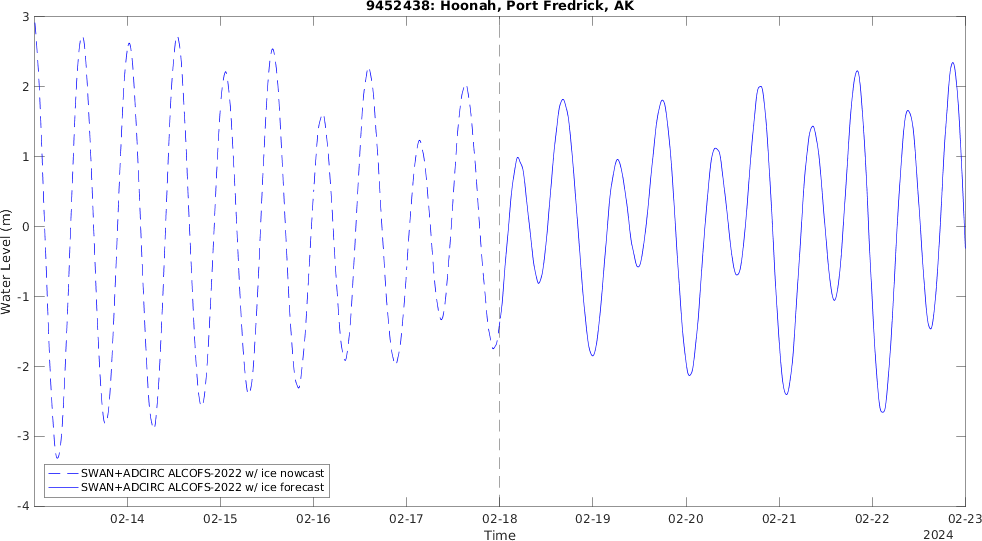 9452438: Hoonah, Port Fredrick, AK
3
2
1
0
-1
-2
-3
-4
Water Level (m)
SWAN+ADCIRC ALCOFS-2022 w/ ice nowcast
SWAN+ADCIRC ALCOFS-2022 w/ ice forecast
02-14 02-15 02-16 02-17 02-18 02-19 02-20 02-21 02-22 02-23
Time
2024